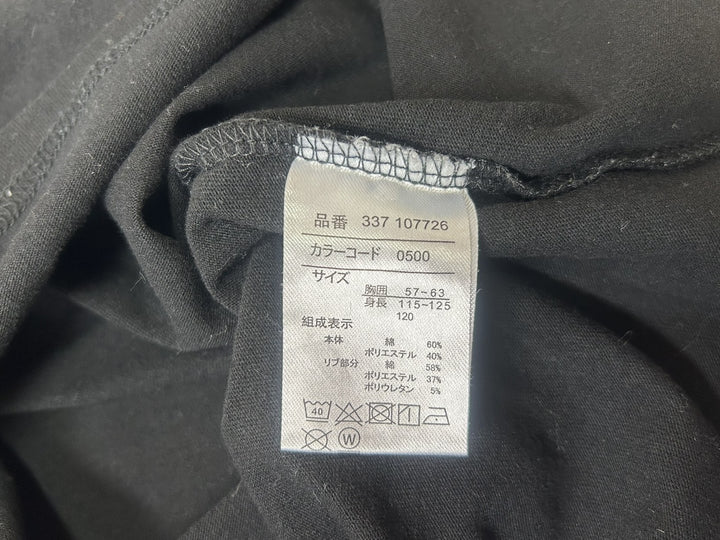 品番 337 107726
カラーコード 0500
サイズ
胸囲 57~63
身長 115~125
120
組成表示
本体 綿 60%
ポリエステル 40%
リブ部分 綿 58%
ポリエステル 37%
ポリウレタン 5%
40
W